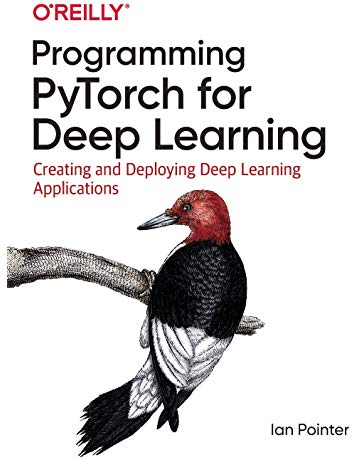 O'REILLY®
Programming
PyTorch for
Deep Learning
Creating and Deploying Deep Learning
Applications
Ian Pointer